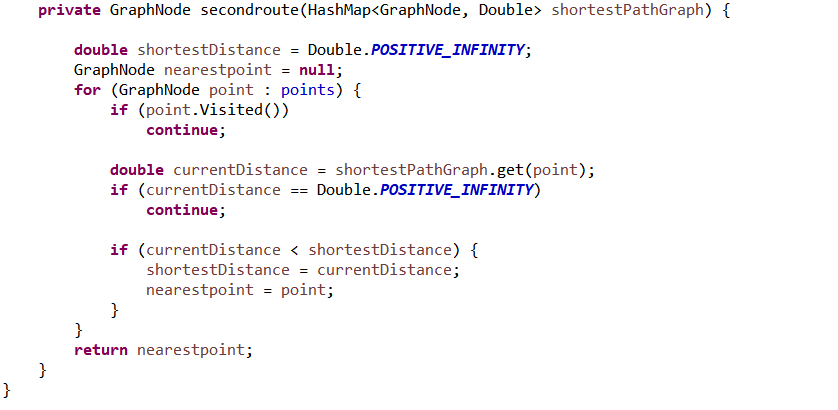 private GraphNode secondroute(HashMap<GraphNode, Double> shortestPathGraph) {

        double shortestDistance = Double.POSITIVE_INFINITY;
        GraphNode nearestpoint = null;
        for (GraphNode point : points) {
            if (point.Visited())
                continue;

            double currentDistance = shortestPathGraph.get(point);
            if (currentDistance == Double.POSITIVE_INFINITY)
                continue;

            if (currentDistance < shortestDistance) {
                shortestDistance = currentDistance;
                nearestpoint = point;
            }
        }
        return nearestpoint;
    }
}